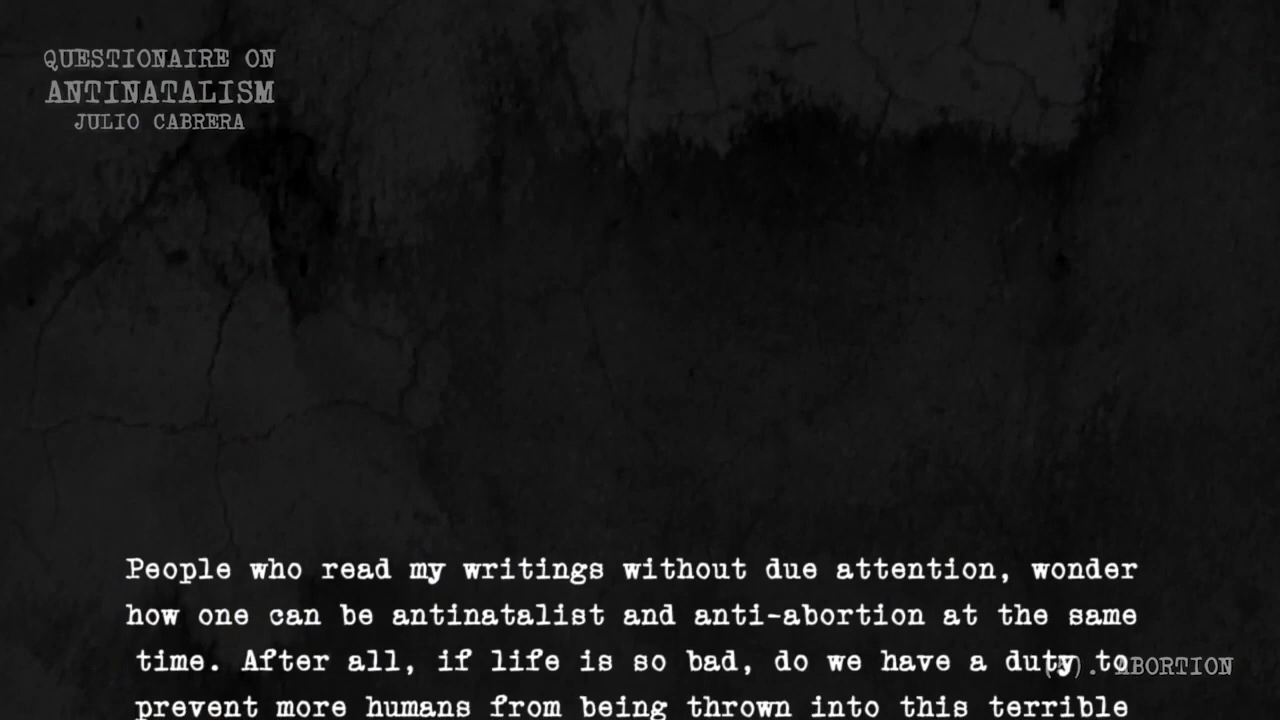 QUESTIONAIRE ON
ANTINATALISM
JULIO CABRERA
People who read my writings without due attention, wonder
how one can be antinatalist and anti-abortion at the same
time. After all, if life is so bad, do we have a duty to
ABORTION
prevent more humans from being thrown into this terrible